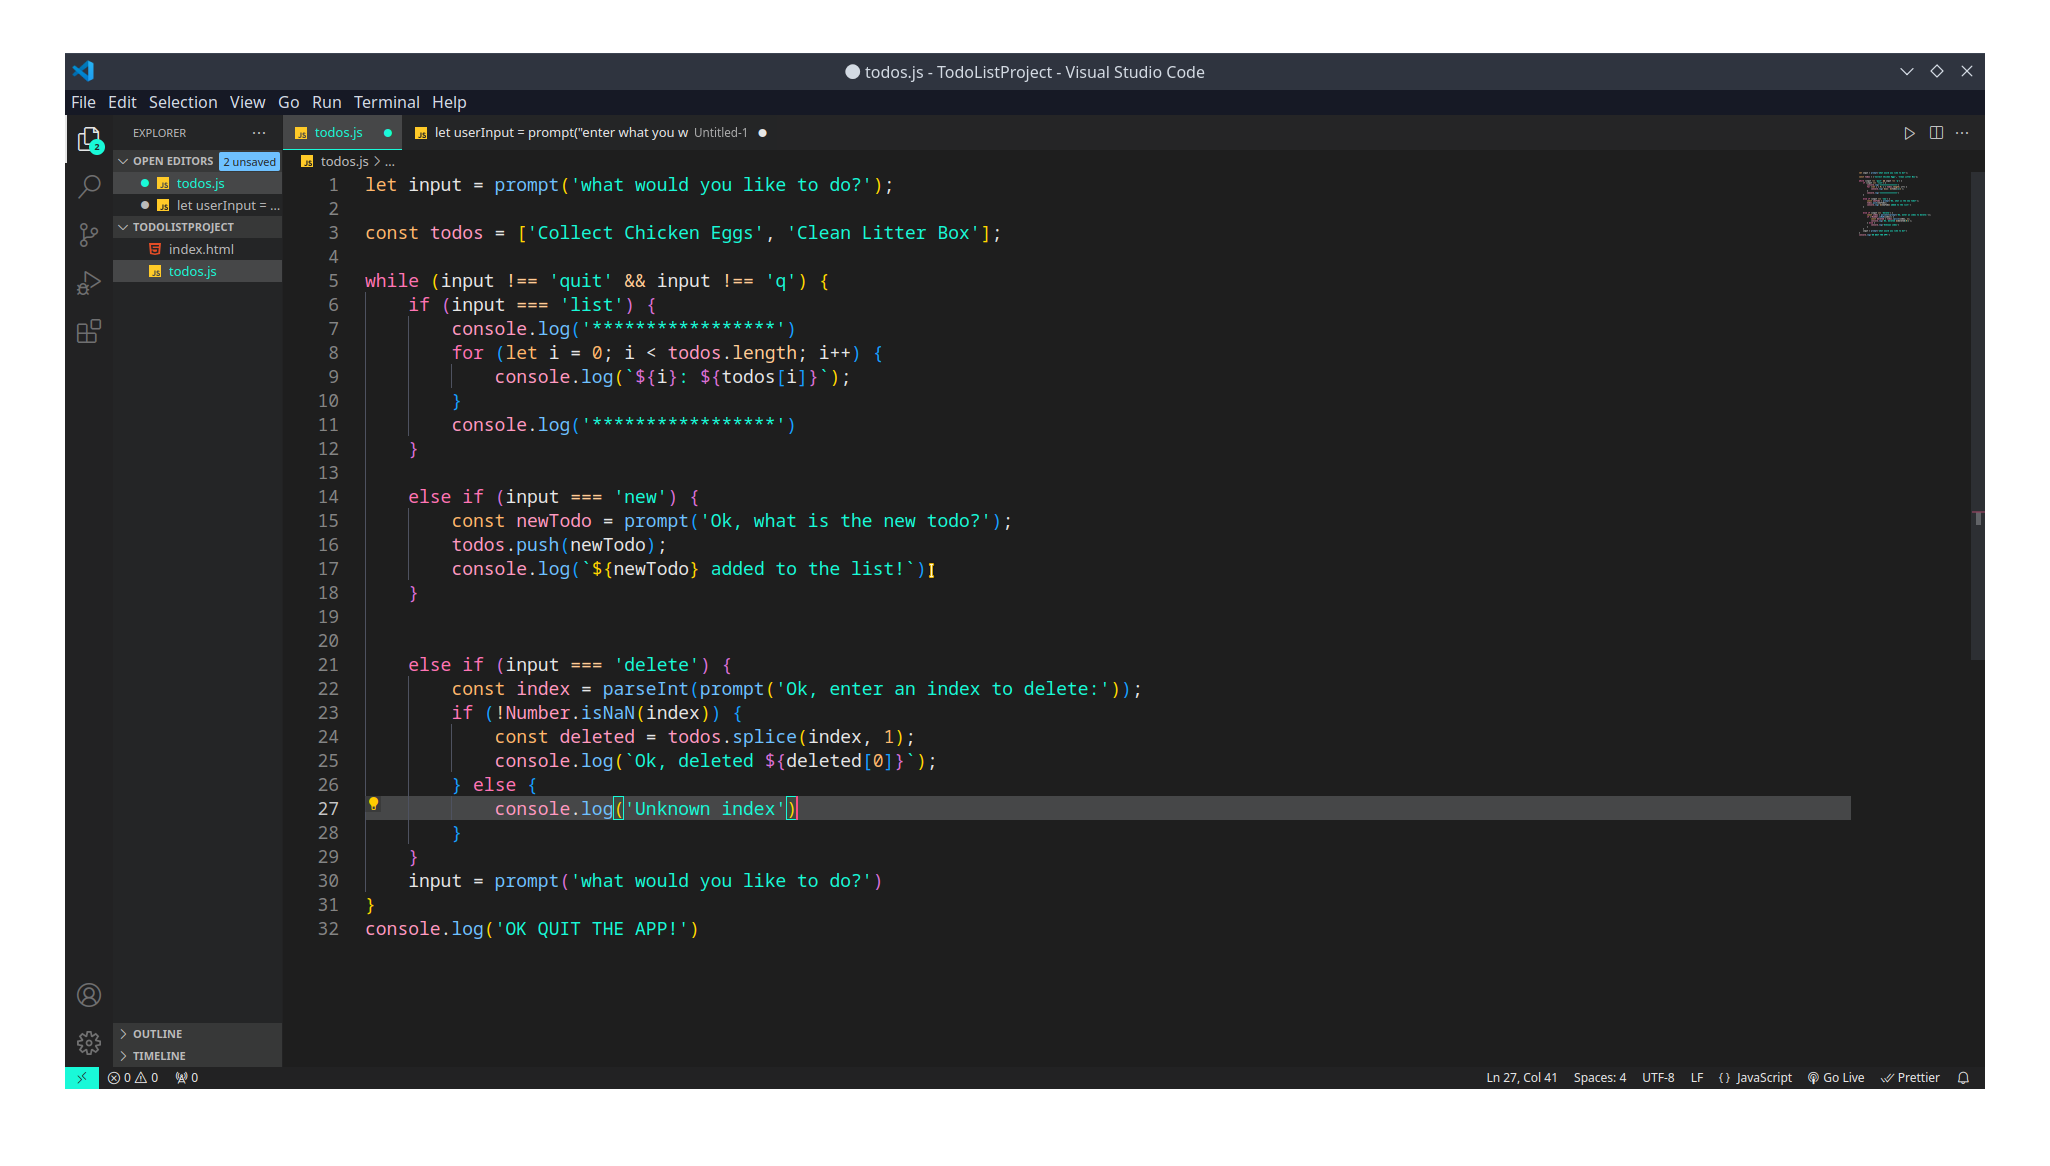 todos.js - TodoListProject - Visual Studio Code
File Edit Selection View Go Run Terminal Help
2
EXPLORER ···
OPEN EDITORS 2 unsaved
JS todos.js
JS let userInput = ...
TODOLISTPROJECT
index.html
JS todos.js
OUTLINE
TIMELINE
JS todos.js
JS let userInput = prompt("enter what you w Untitled-1
JS todos.js > ...
1 let input = prompt('what would you like to do?');
2
3 const todos = ['Collect Chicken Eggs', 'Clean Litter Box'];
4
5 while (input !== 'quit' && input !== 'q') {
6     if (input === 'list') {
7         console.log('*****************')
8         for (let i = 0; i < todos.length; i++) {
9             console.log(`${i}: ${todos[i]}`);
10         }
11         console.log('*****************')
12     }
13
14     else if (input === 'new') {
15         const newTodo = prompt('Ok, what is the new todo?');
16         todos.push(newTodo);
17         console.log(`${newTodo} added to the list!`)
18     }
19
20
21     else if (input === 'delete') {
22         const index = parseInt(prompt('Ok, enter an index to delete:'));
23         if (!Number.isNaN(index)) {
24             const deleted = todos.splice(index, 1);
25             console.log(`Ok, deleted ${deleted[0]}`);
26         } else {
27             console.log('Unknown index')
28         }
29     }
30     input = prompt('what would you like to do?')
31 }
32 console.log('OK QUIT THE APP!')
0 0 0
Ln 27, Col 41 Spaces: 4 UTF-8 LF {} JavaScript Go Live Prettier